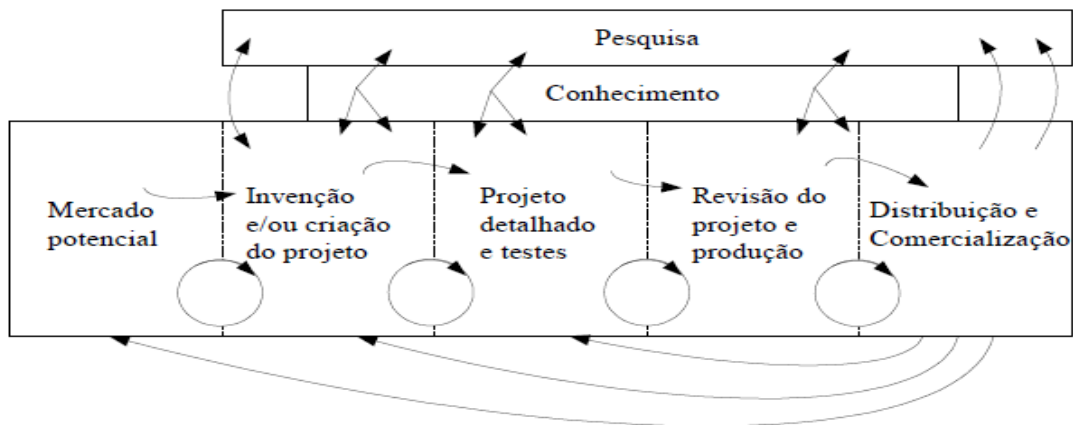 Pesquisa
Conhecimento
Mercado
potencial
Invenção
e/ou criação
do projeto
Projeto
detalhado
e testes
Revisão do
projeto e
produção
Distribuição e
Comercialização